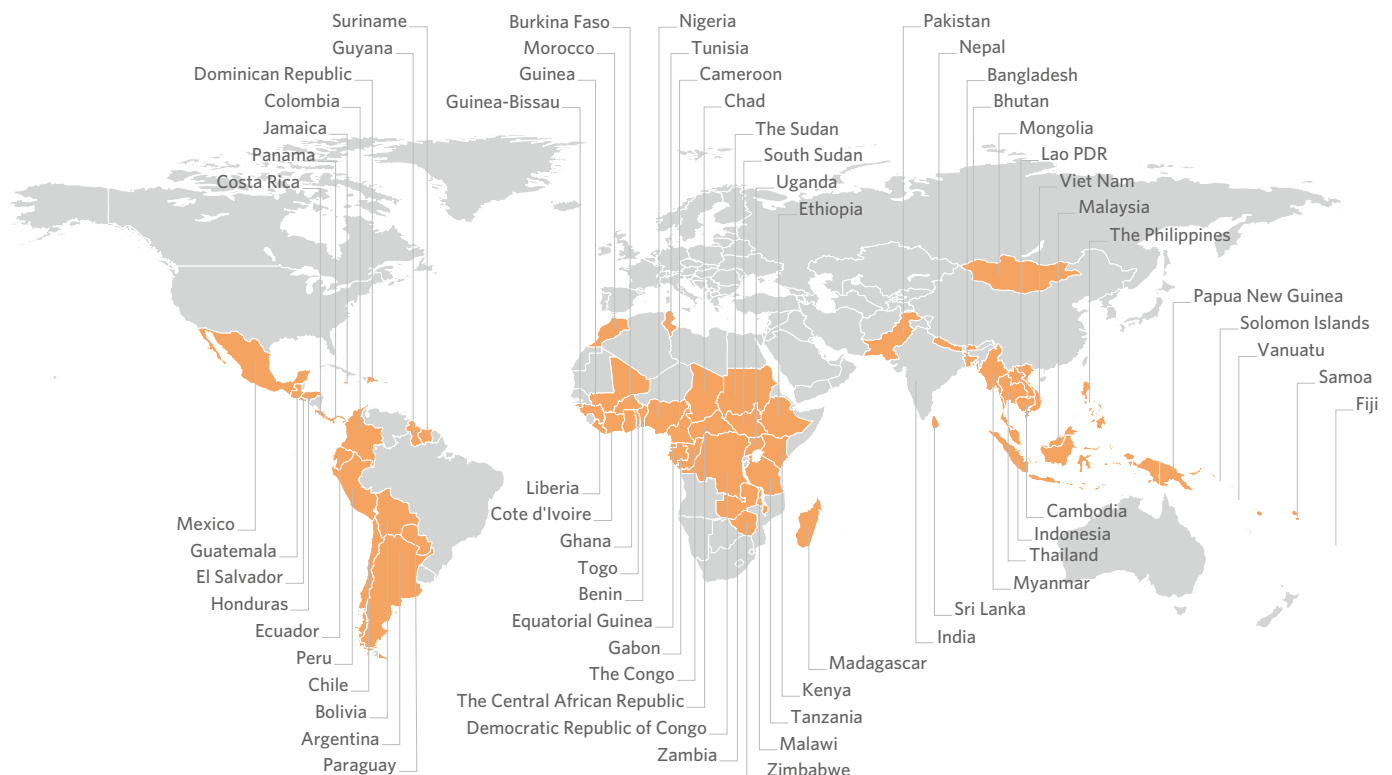 Suriname
Guyana
Dominican Republic
Colombia
Jamaica
Panama
Costa Rica
Burkina Faso
Morocco
Guinea
Guinea-Bissau
Nigeria
Tunisia
Cameroon
Chad
The Sudan
South Sudan
Uganda
Ethiopia
Pakistan
Nepal
Bangladesh
Bhutan
Mongolia
Lao PDR
Viet Nam
Malaysia
The Philippines
Papua New Guinea
Solomon Islands
Vanuatu
Samoa
Fiji
Mexico
Guatemala
El Salvador
Honduras
Ecuador
Peru
Chile
Bolivia
Argentina
Paraguay
Liberia
Cote d'Ivoire
Ghana
Togo
Benin
Equatorial Guinea
Gabon
The Congo
The Central African Republic
Democratic Republic of Congo
Zambia
Cambodia
Indonesia
Thailand
Myanmar
Sri Lanka
India
Madagascar
Kenya
Tanzania
Malawi
Zimbabwe